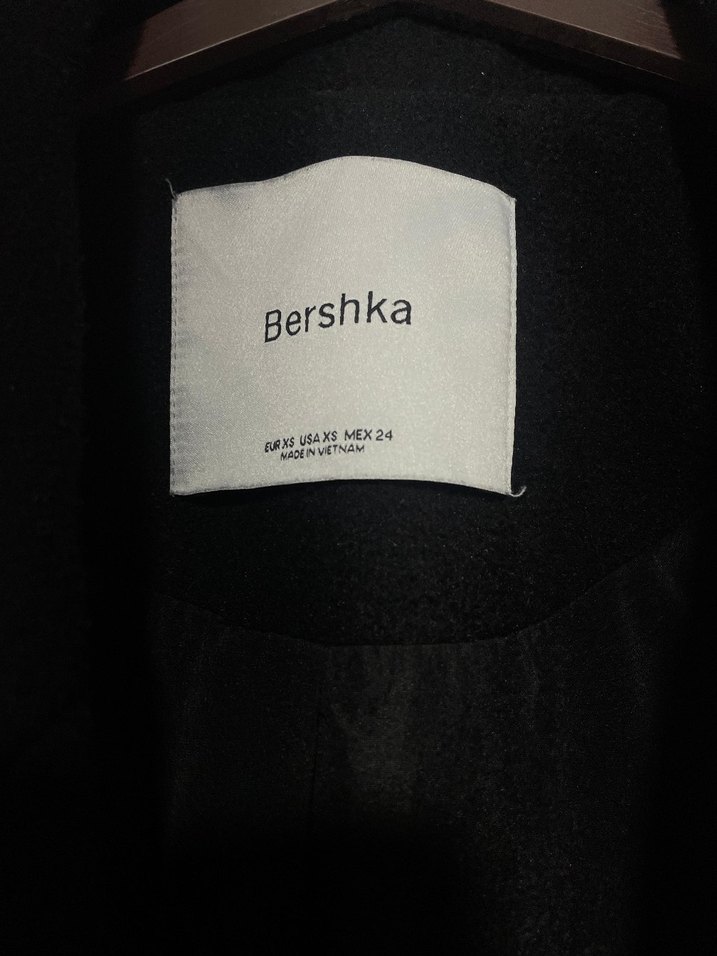 Bershka
EUR XS USA XS MEX 24
MADE IN VIETNAM